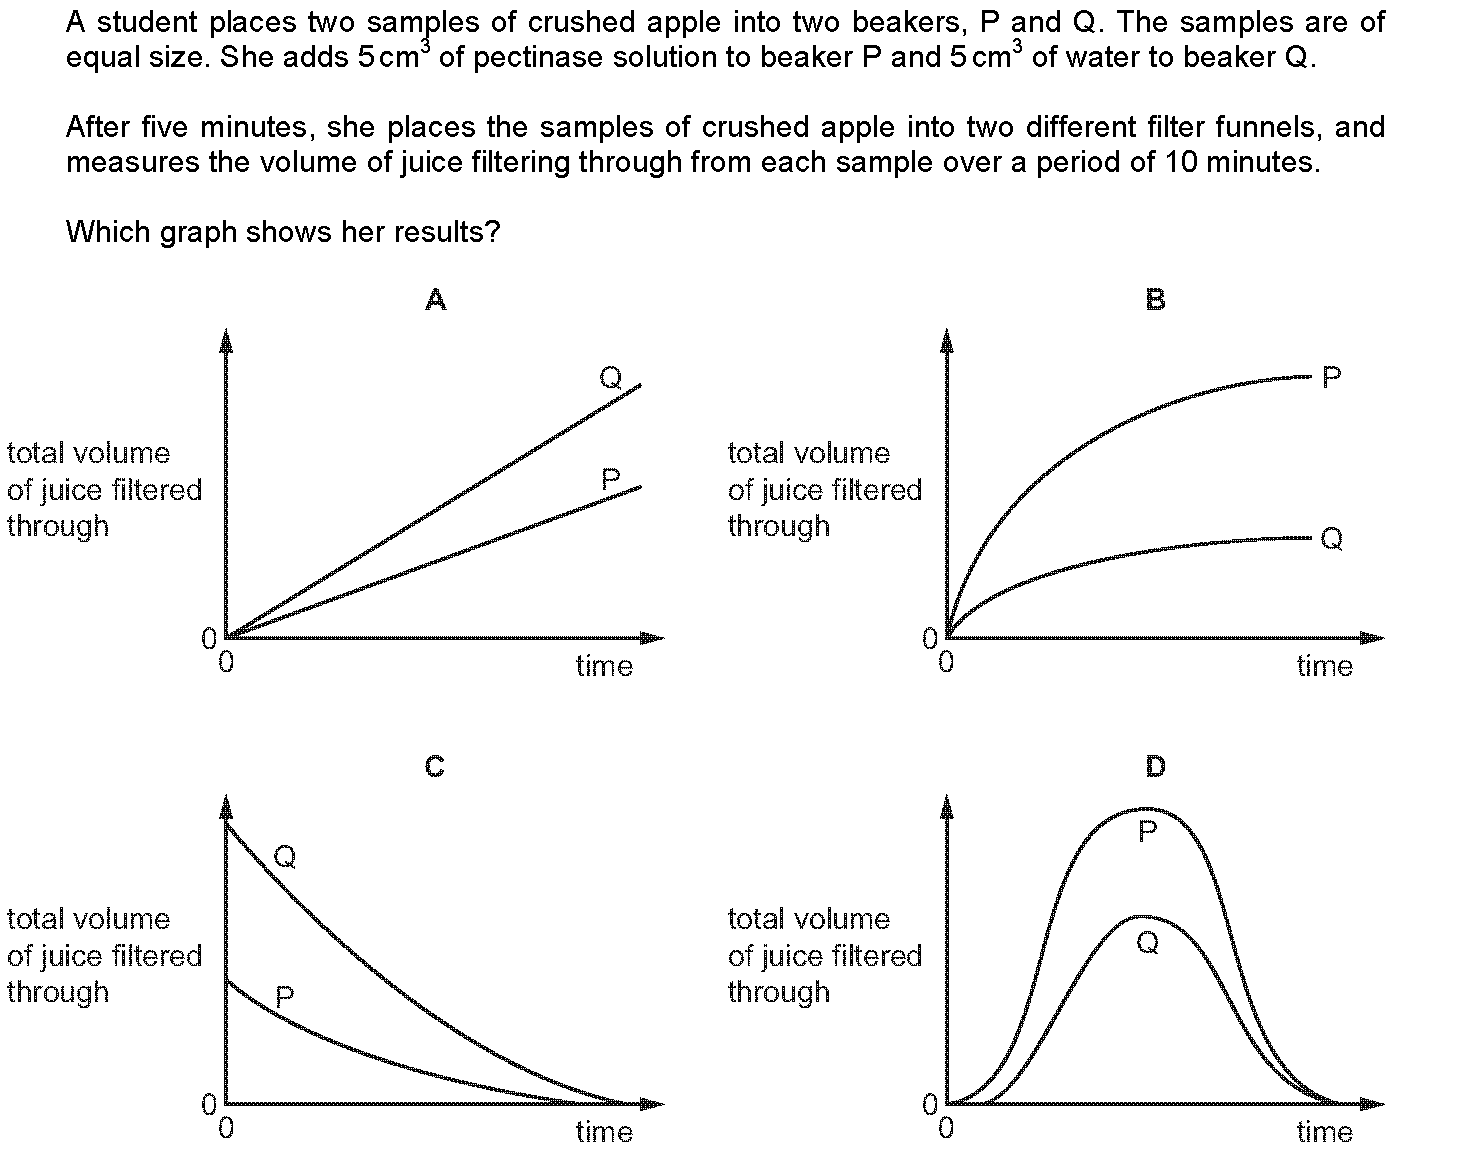 A student places two samples of crushed apple into two beakers, P and Q. The samples are of
equal size. She adds 5 cm³ of pectinase solution to beaker P and 5 cm³ of water to beaker Q.
After five minutes, she places the samples of crushed apple into two different filter funnels, and
measures the volume of juice filtering through from each sample over a period of 10 minutes.
Which graph shows her results?
A
Q
P
total volume
of juice filtered
through
0
0
time
B
P
Q
total volume
of juice filtered
through
0
0
time
C
Q
P
total volume
of juice filtered
through
0
0
time
D
P
Q
total volume
of juice filtered
through
0
0
time